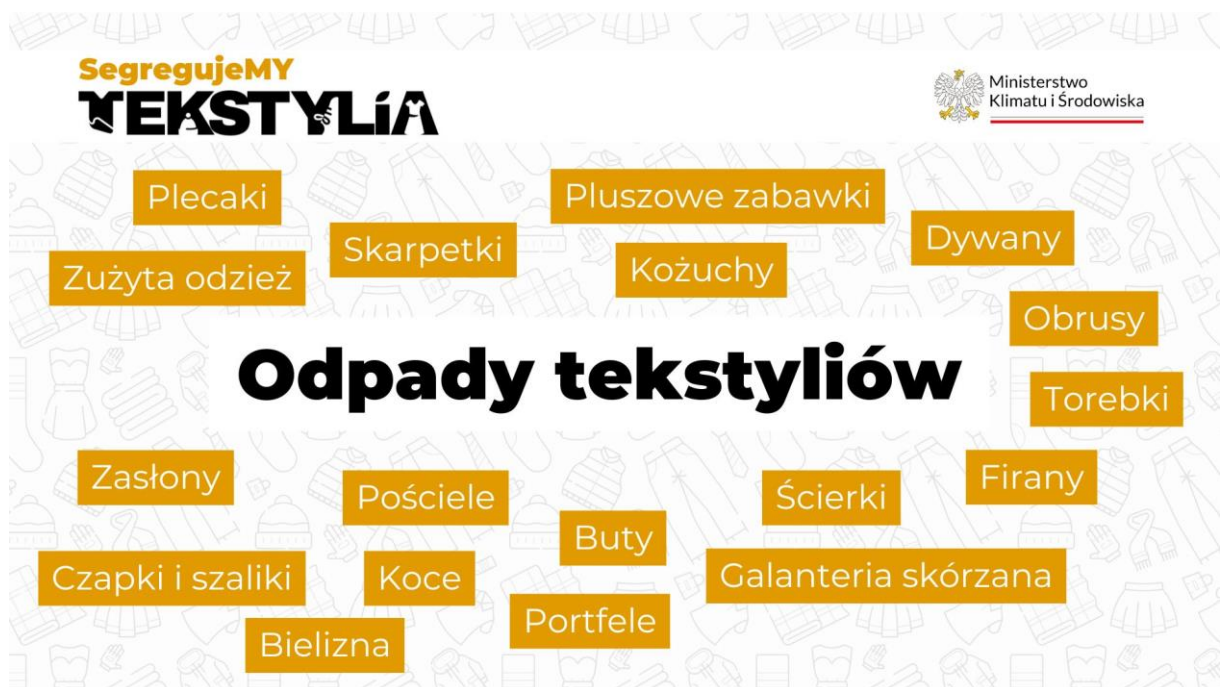 SegregujeMY
TEKSTYLIA
Ministerstwo
Klimatu i Środowiska
Plecaki
Pluszowe zabawki
Skarpetki
Dywany
Zużyta odzież
Kożuchy
Obrusy
Odpady tekstyliów
Torebki
Zasłony
Pościele
Ścierki
Firany
Buty
Czapki i szaliki
Koce
Galanteria skórzana
Portfele
Bielizna